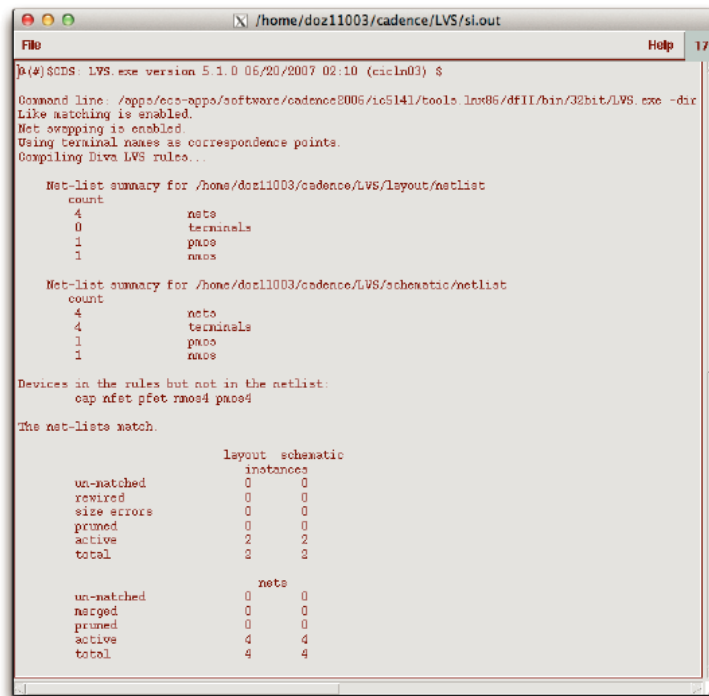 /home/doz11003/cadence/LVS/si.out
File Help 17
@(#)$CDS: LVS.exe version 5.1.0 06/20/2007 02:10 (cicln03) $
Command line: /apps/ecs-apps/software/cadence2006/ic5141/tools.lnx86/dfII/bin/32bit/LVS.exe -dir
Like matching is enabled.
Net swapping is enabled.
Using terminal names as correspondence points.
Compiling Diva LVS rules...
Net-list summary for /home/doz11003/cadence/LVS/layout/netlist
count
4 nets
0 terminals
1 pmos
1 nmos
Net-list summary for /home/doz11003/cadence/LVS/schematic/netlist
count
4 nets
4 terminals
1 pmos
1 nmos
Devices in the rules but not in the netlist:
cap nfet pfet nmos4 pmos4
The net-lists match.
layout schematic
instances
un-matched 0 0
rewired 0 0
size errors 0 0
pruned 0 0
active 2 2
total 2 2
nets
un-matched 0 0
merged 0 0
pruned 0 0
active 4 4
total 4 4